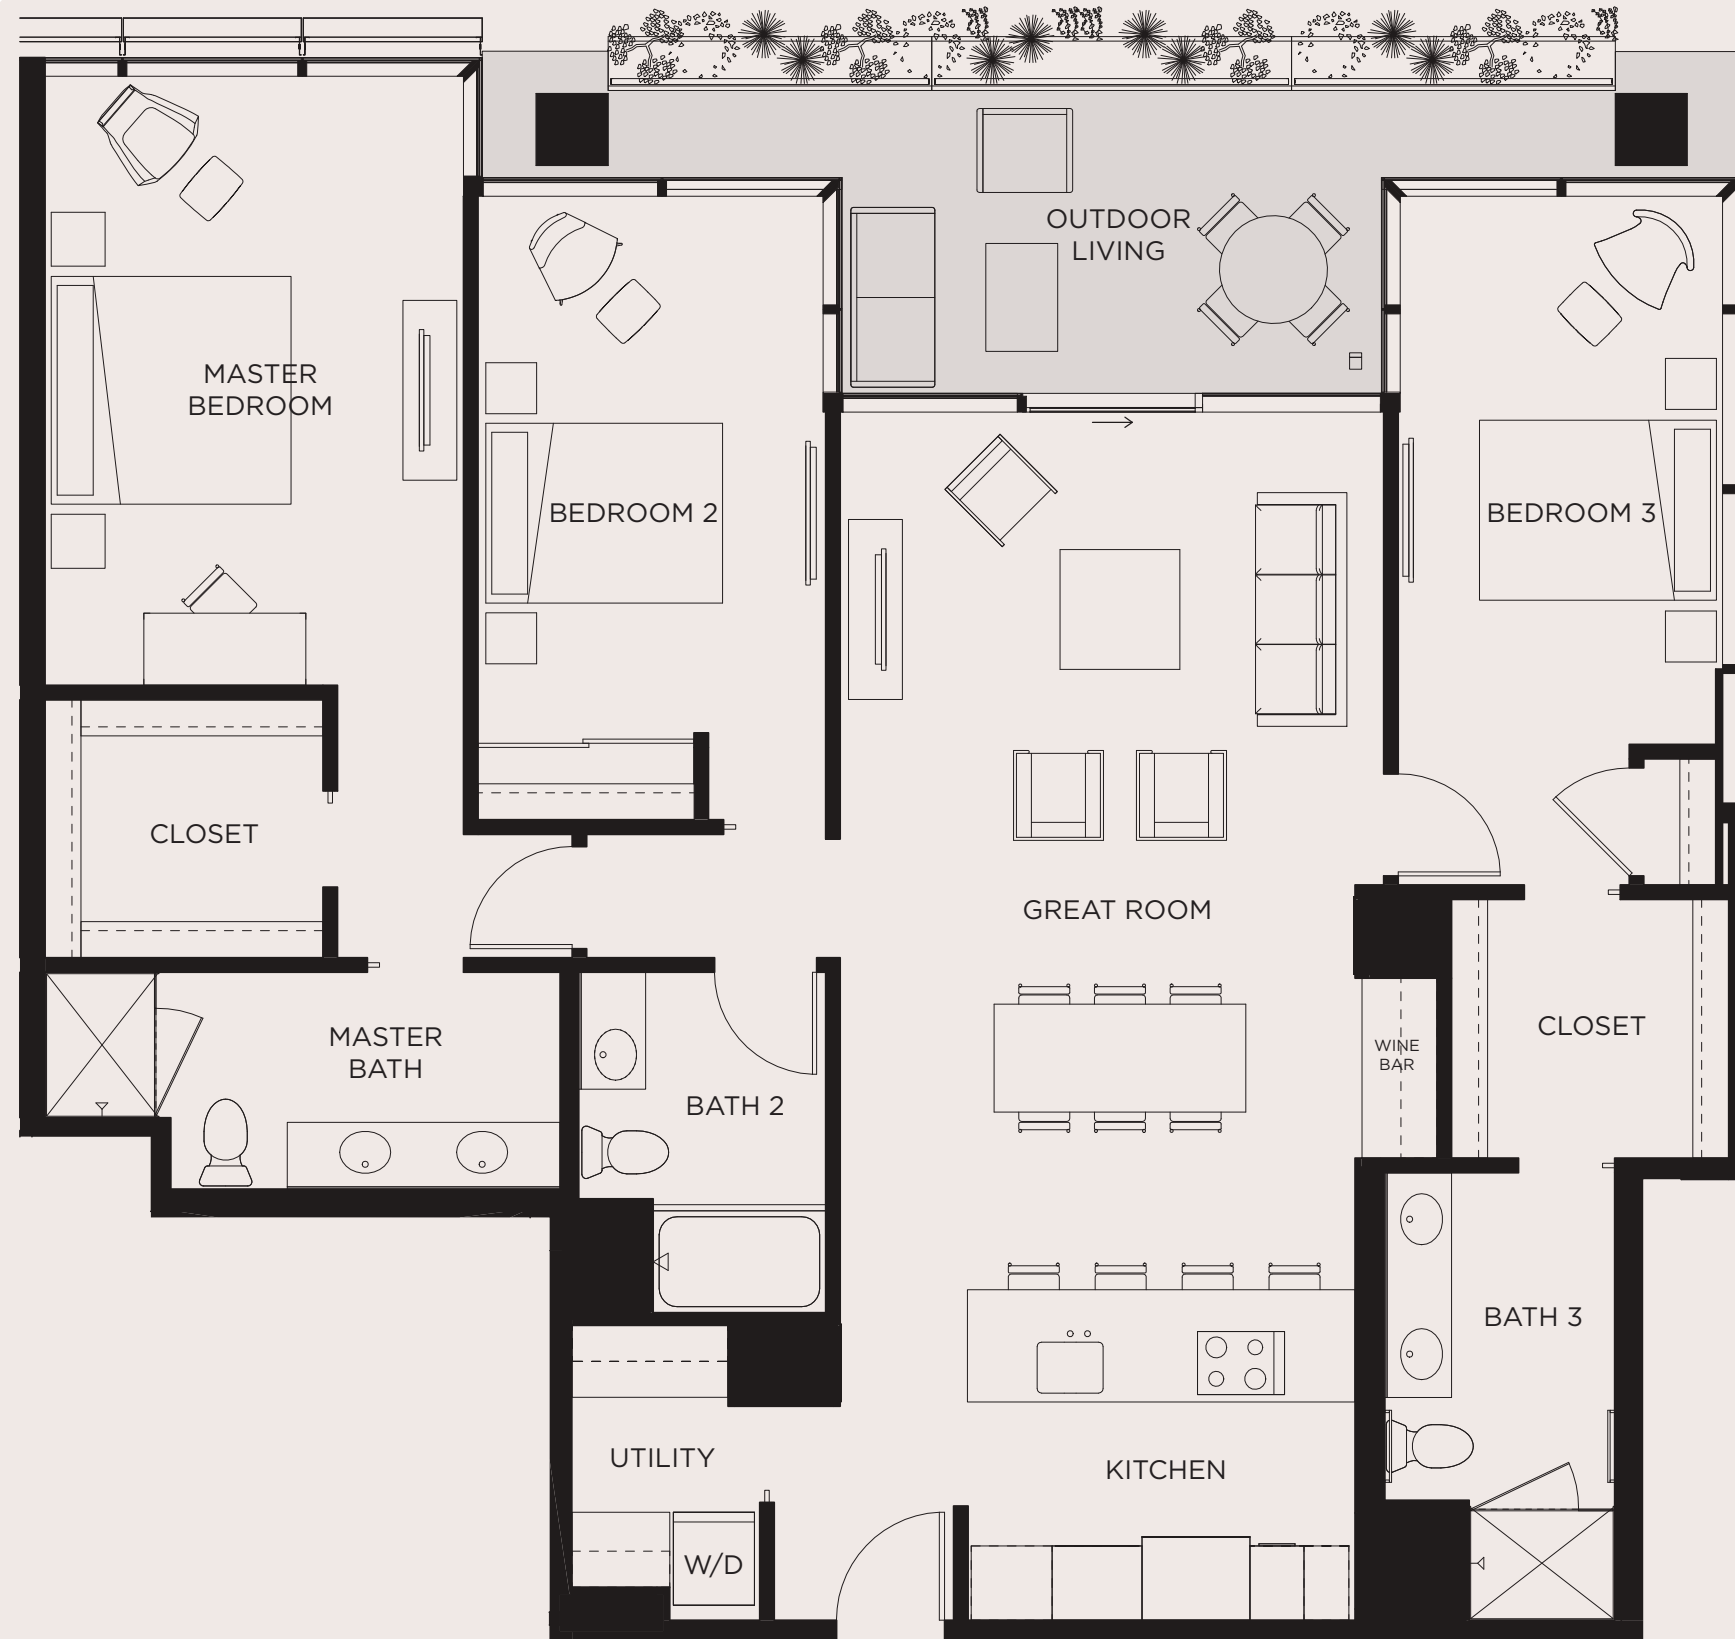 OUTDOOR
LIVING
MASTER
BEDROOM
BEDROOM 2
BEDROOM 3
CLOSET
GREAT ROOM
MASTER
BATH
CLOSET
WINE
BAR
BATH 2
BATH 3
UTILITY
KITCHEN
W/D